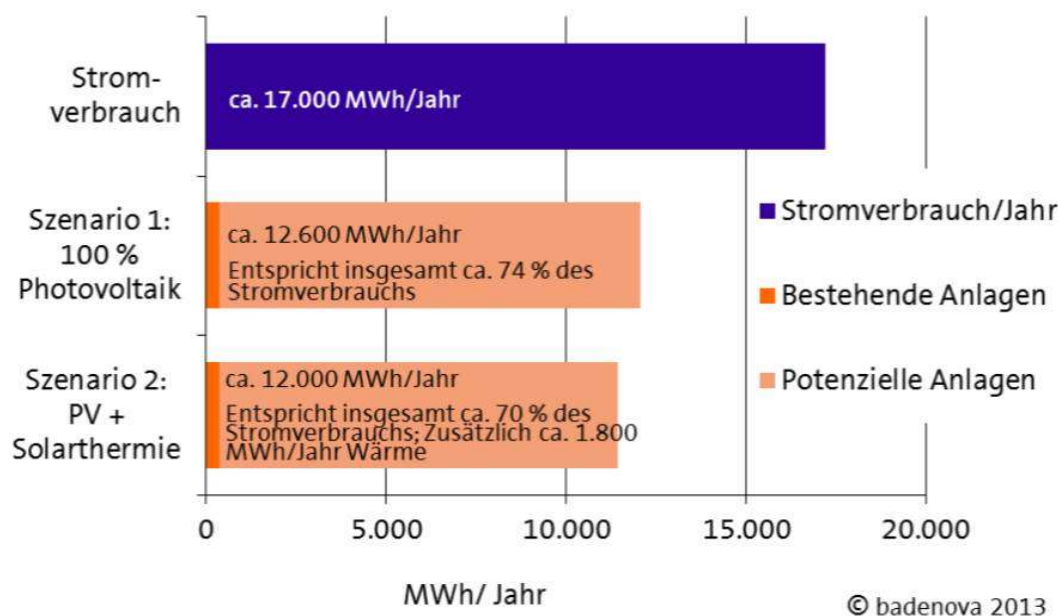 Strom-
verbrauch
ca. 17.000 MWh/Jahr
Szenario 1:
100 %
Photovoltaik
ca. 12.600 MWh/Jahr
Entspricht insgesamt ca. 74 % des
Stromverbrauchs
Szenario 2:
PV +
Solarthermie
ca. 12.000 MWh/Jahr
Entspricht insgesamt ca. 70 % des
Stromverbrauchs; Zusätzlich ca. 1.800
MWh/Jahr Wärme
Stromverbrauch/Jahr
Bestehende Anlagen
Potenzielle Anlagen
0 5.000 10.000 15.000 20.000
MWh/ Jahr
© badenova 2013